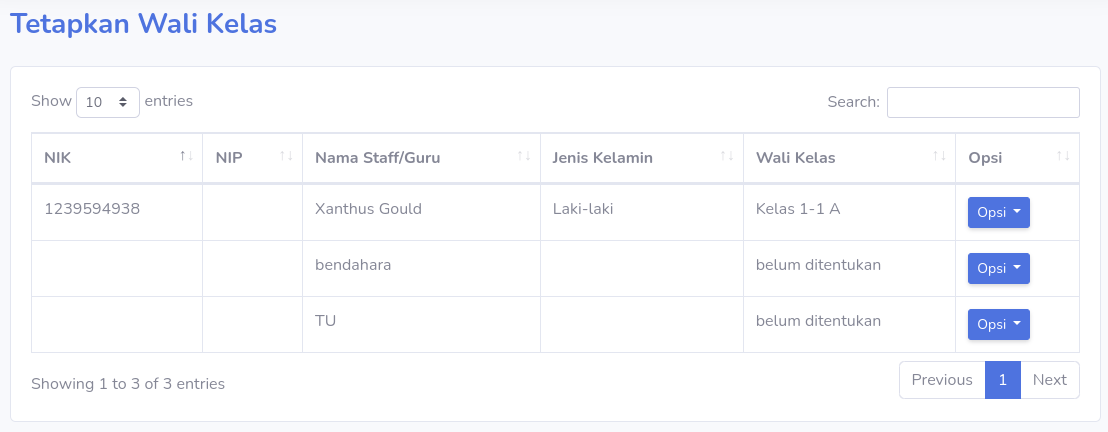 Tetapkan Wali Kelas
Show 10 entries Search:
NIK NIP Nama Staff/Guru Jenis Kelamin Wali Kelas Opsi
1239594938 Xanthus Gould Laki-laki Kelas 1-1 A Opsi
bendahara belum ditentukan Opsi
TU belum ditentukan Opsi
Showing 1 to 3 of 3 entries Previous 1 Next